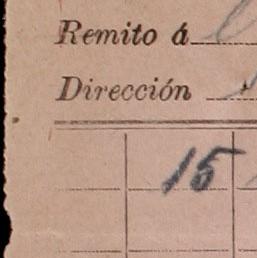 Remito á
Dirección
15